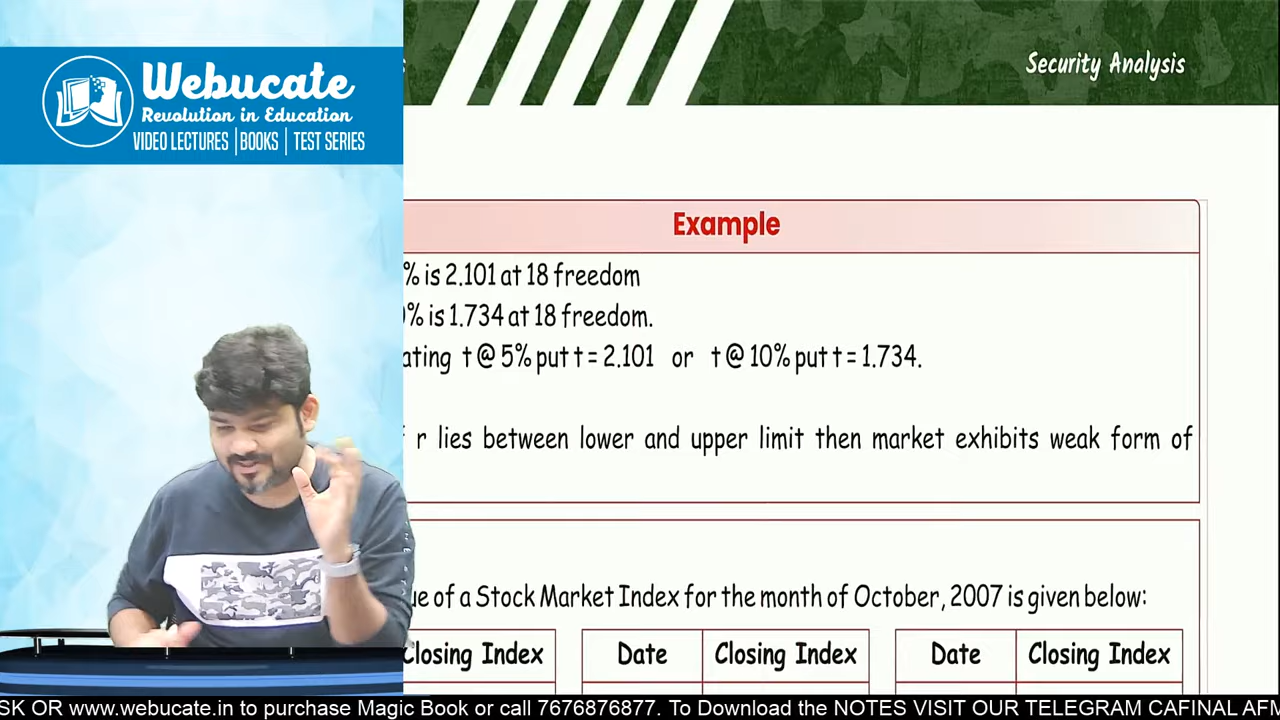 Webucate
Revolution in Education
VIDEO LECTURES | BOOKS | TEST SERIES
Security Analysis
Example
% is 2.101 at 18 freedom
% is 1.734 at 18 freedom.
t @ 5% put t = 2.101 or t @ 10% put t = 1.734.
r lies between lower and upper limit then market exhibits weak form of
of a Stock Market Index for the month of October, 2007 is given below:
Closing Index Date Closing Index Date Closing Index
SK OR www.webucate.in to purchase Magic Book or call 7676876877. To Download the NOTES VISIT OUR TELEGRAM CAFINAL AFM